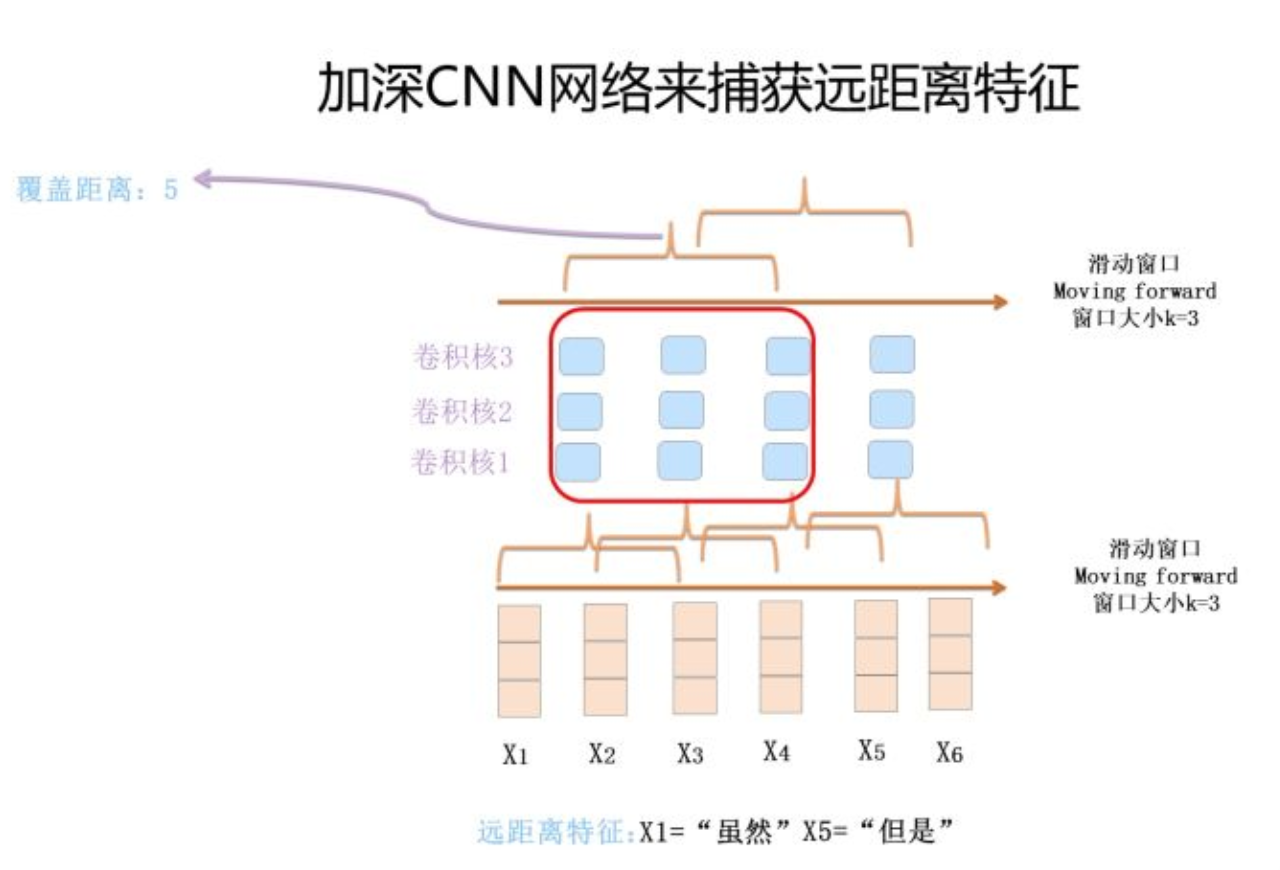 加深CNN网络来捕获远距离特征
覆盖距离：5
滑动窗口
Moving forward
窗口大小k=3
卷积核3
卷积核2
卷积核1
滑动窗口
Moving forward
窗口大小k=3
X1 X2 X3 X4 X5 X6
远距离特征:X1=“虽然”X5=“但是”